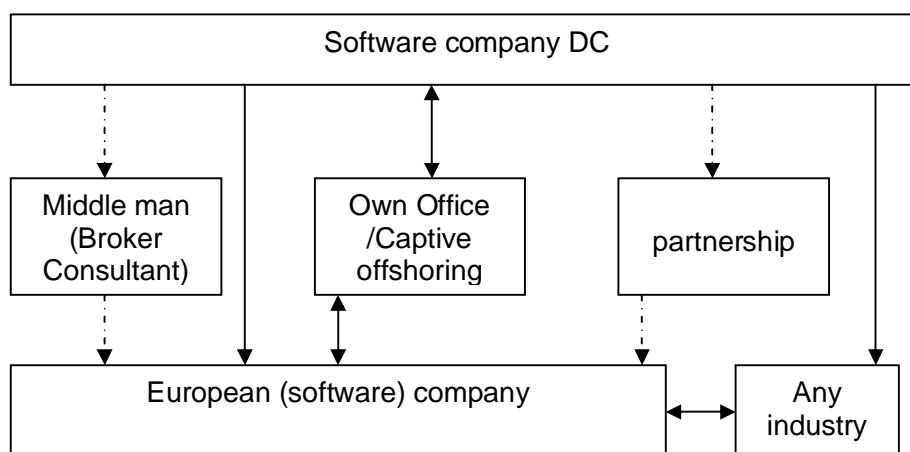 Software company DC
Middle man
(Broker
Consultant)
Own Office
/Captive
offshoring
partnership
European (software) company
Any
industry